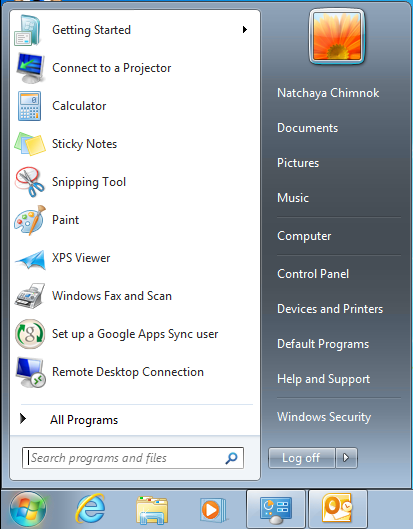 Getting Started
Connect to a Projector
Calculator
Sticky Notes
Snipping Tool
Paint
XPS Viewer
Windows Fax and Scan
Set up a Google Apps Sync user
Remote Desktop Connection
All Programs
Search programs and files
Natchaya Chimnok
Documents
Pictures
Music
Computer
Control Panel
Devices and Printers
Default Programs
Help and Support
Windows Security
Log off